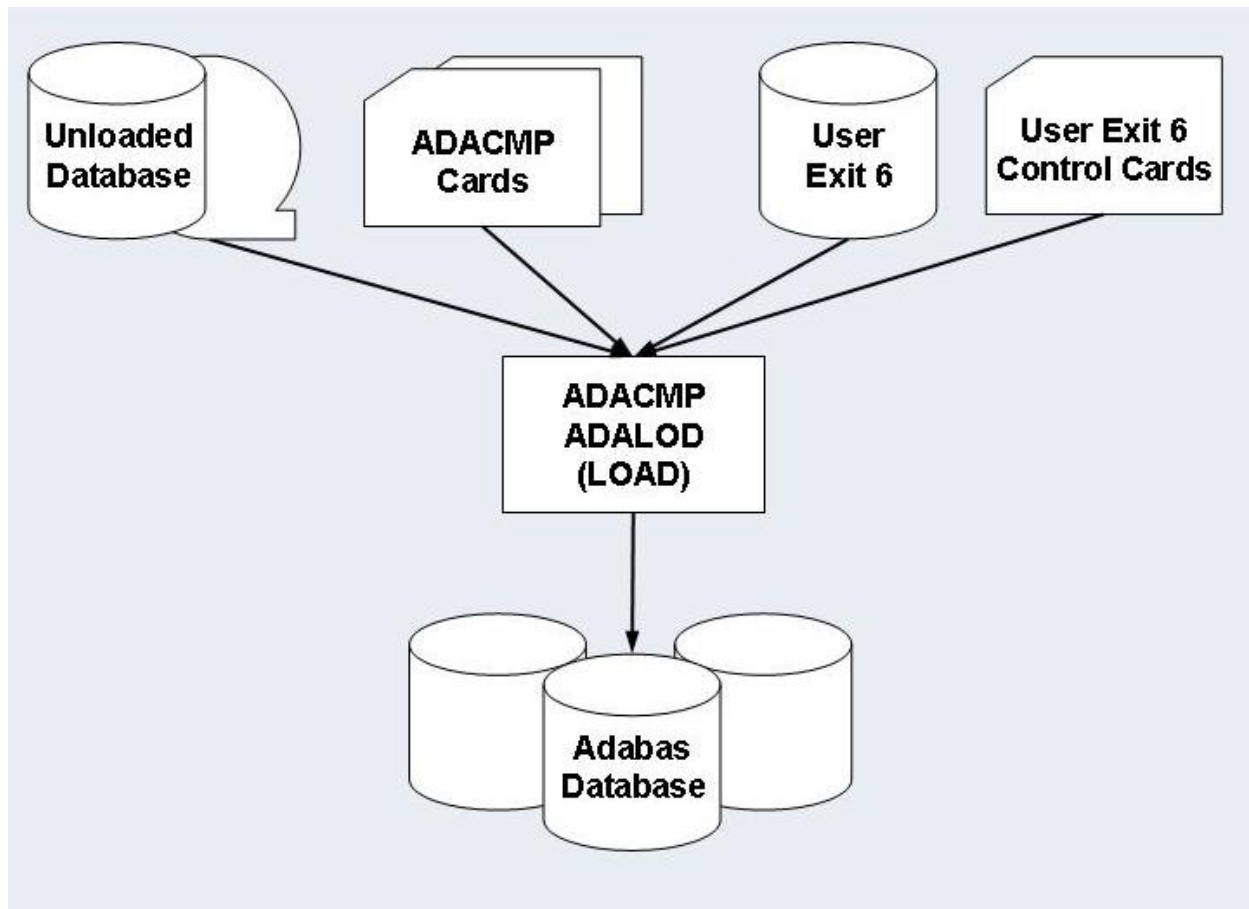 Unloaded
Database
ADACMP
Cards
User
Exit 6
User Exit 6
Control Cards
ADACMP
ADALOD
(LOAD)
Adabas
Database